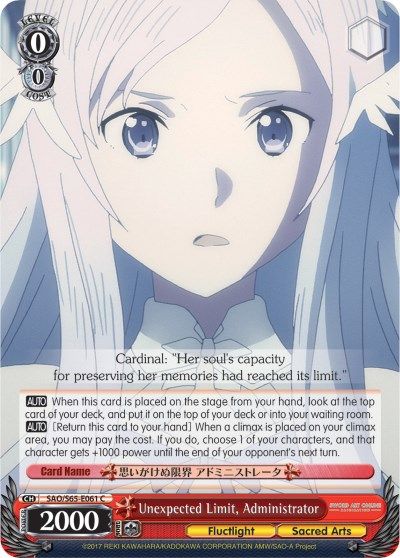 LEVEL
0
0
COST
Cardinal: "Her soul's capacity
for preserving her memories had reached its limit."
AUTO When this card is placed on the stage from your hand, look at the top
card of your deck, and put it on the top of your deck or into your waiting room.
AUTO [Return this card to your hand] When a climax is placed on your climax
area, you may pay the cost. If you do, choose 1 of your characters, and that
character gets +1000 power until the end of your opponent's next turn.
Card Name 思いがけぬ限界 アドミニストレータ
CH SAO/S65-E061 C
POWER 2000
Unexpected Limit, Administrator
SWORD ART ONLINE
Fluctlight Sacred Arts
©2017 REKI KAWAHARA/KADOKAWA CORPORATION AMW/SAO-A Project